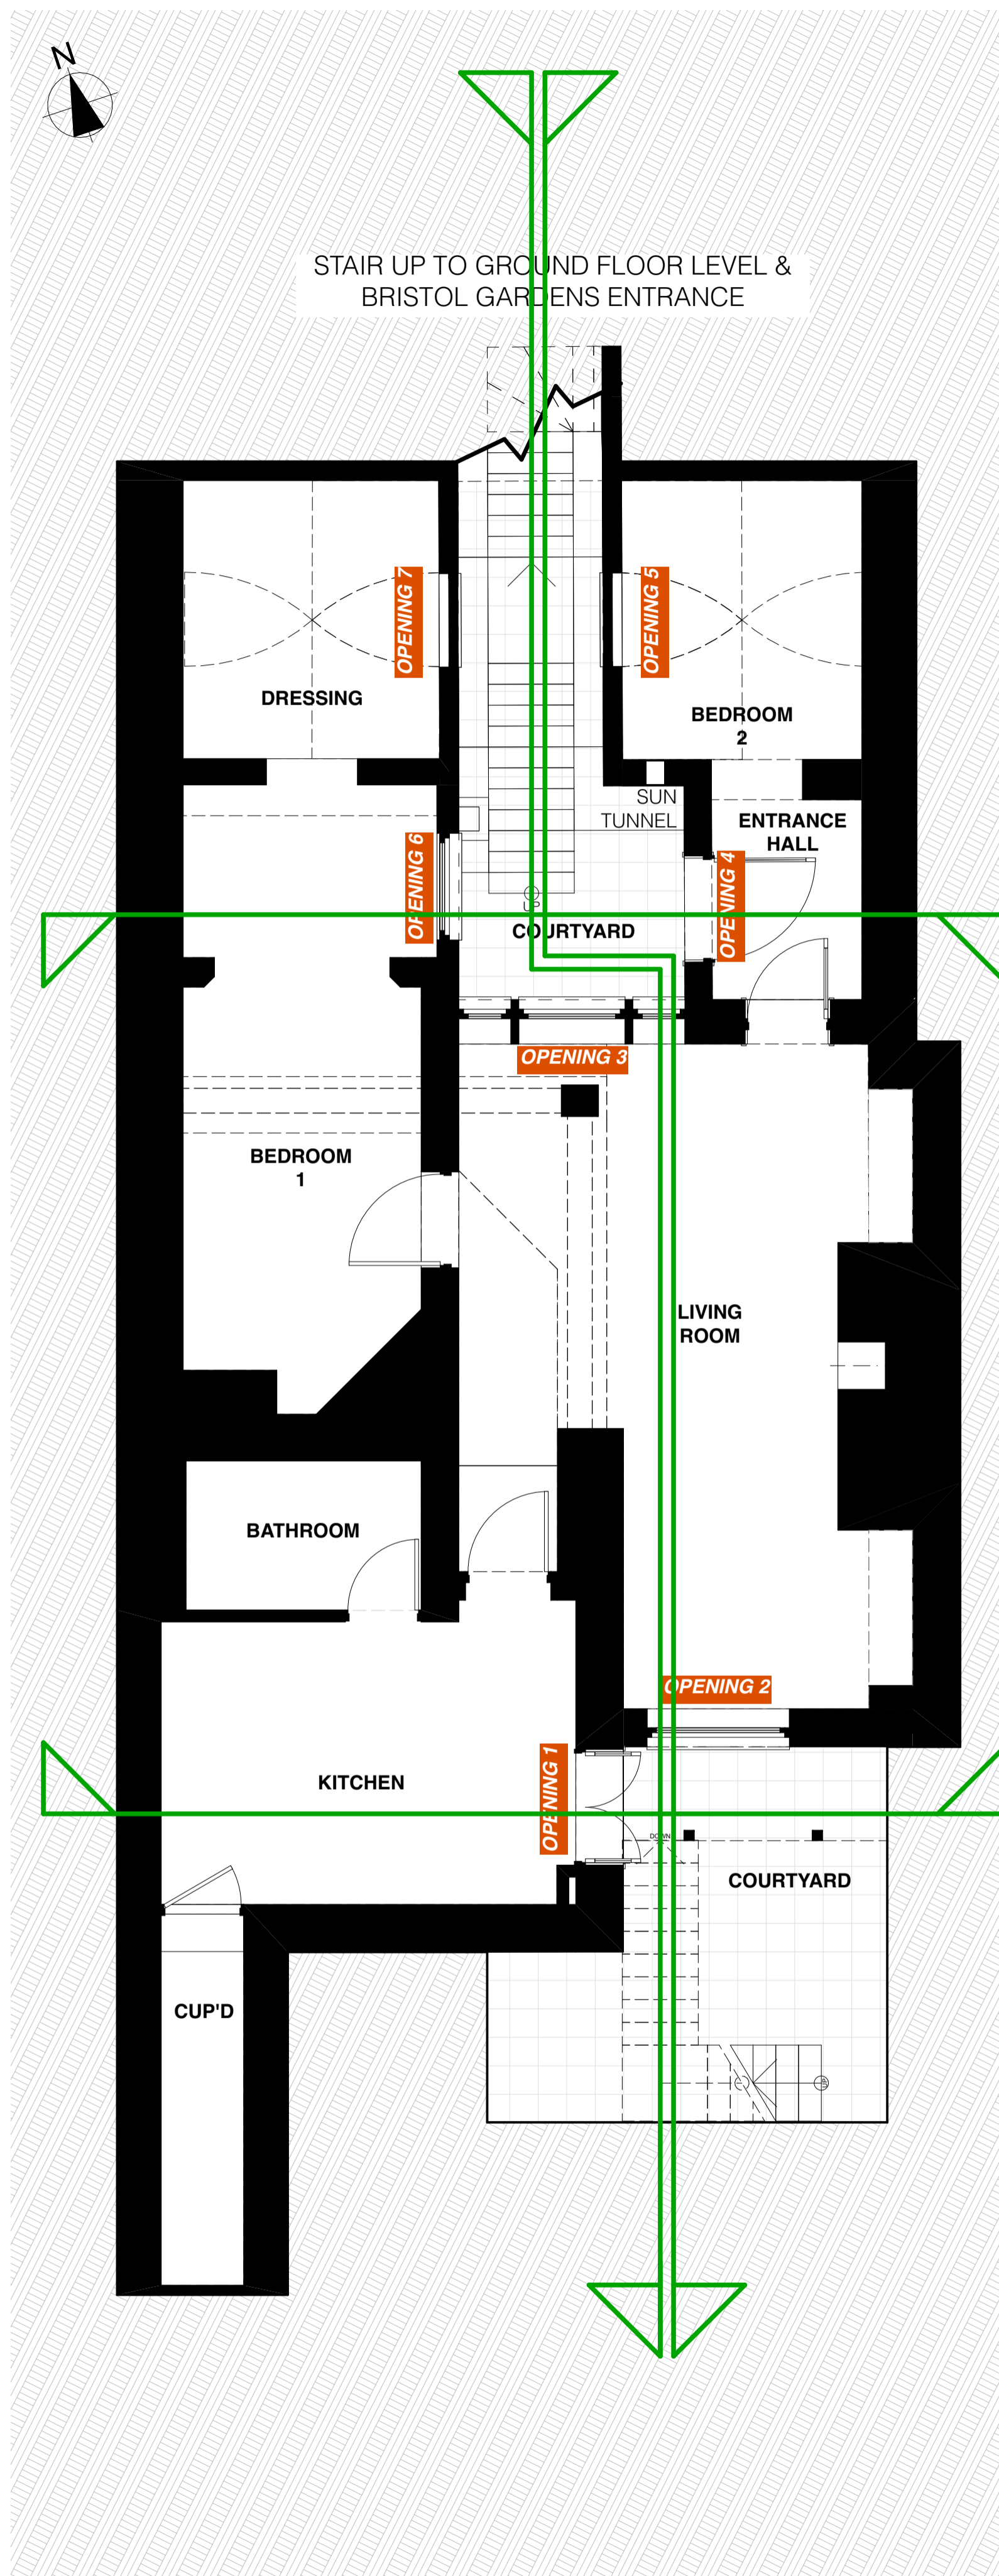 N
STAIR UP TO GROUND FLOOR LEVEL &
BRISTOL GARDENS ENTRANCE
OPENING 7
OPENING 5
DRESSING
BEDROOM
2
SUN
TUNNEL
ENTRANCE
HALL
OPENING 6
OPENING 4
UP
COURTYARD
OPENING 3
BEDROOM
1
LIVING
ROOM
BATHROOM
OPENING 2
OPENING 1
KITCHEN
DOWN
COURTYARD
CUP'D
UP